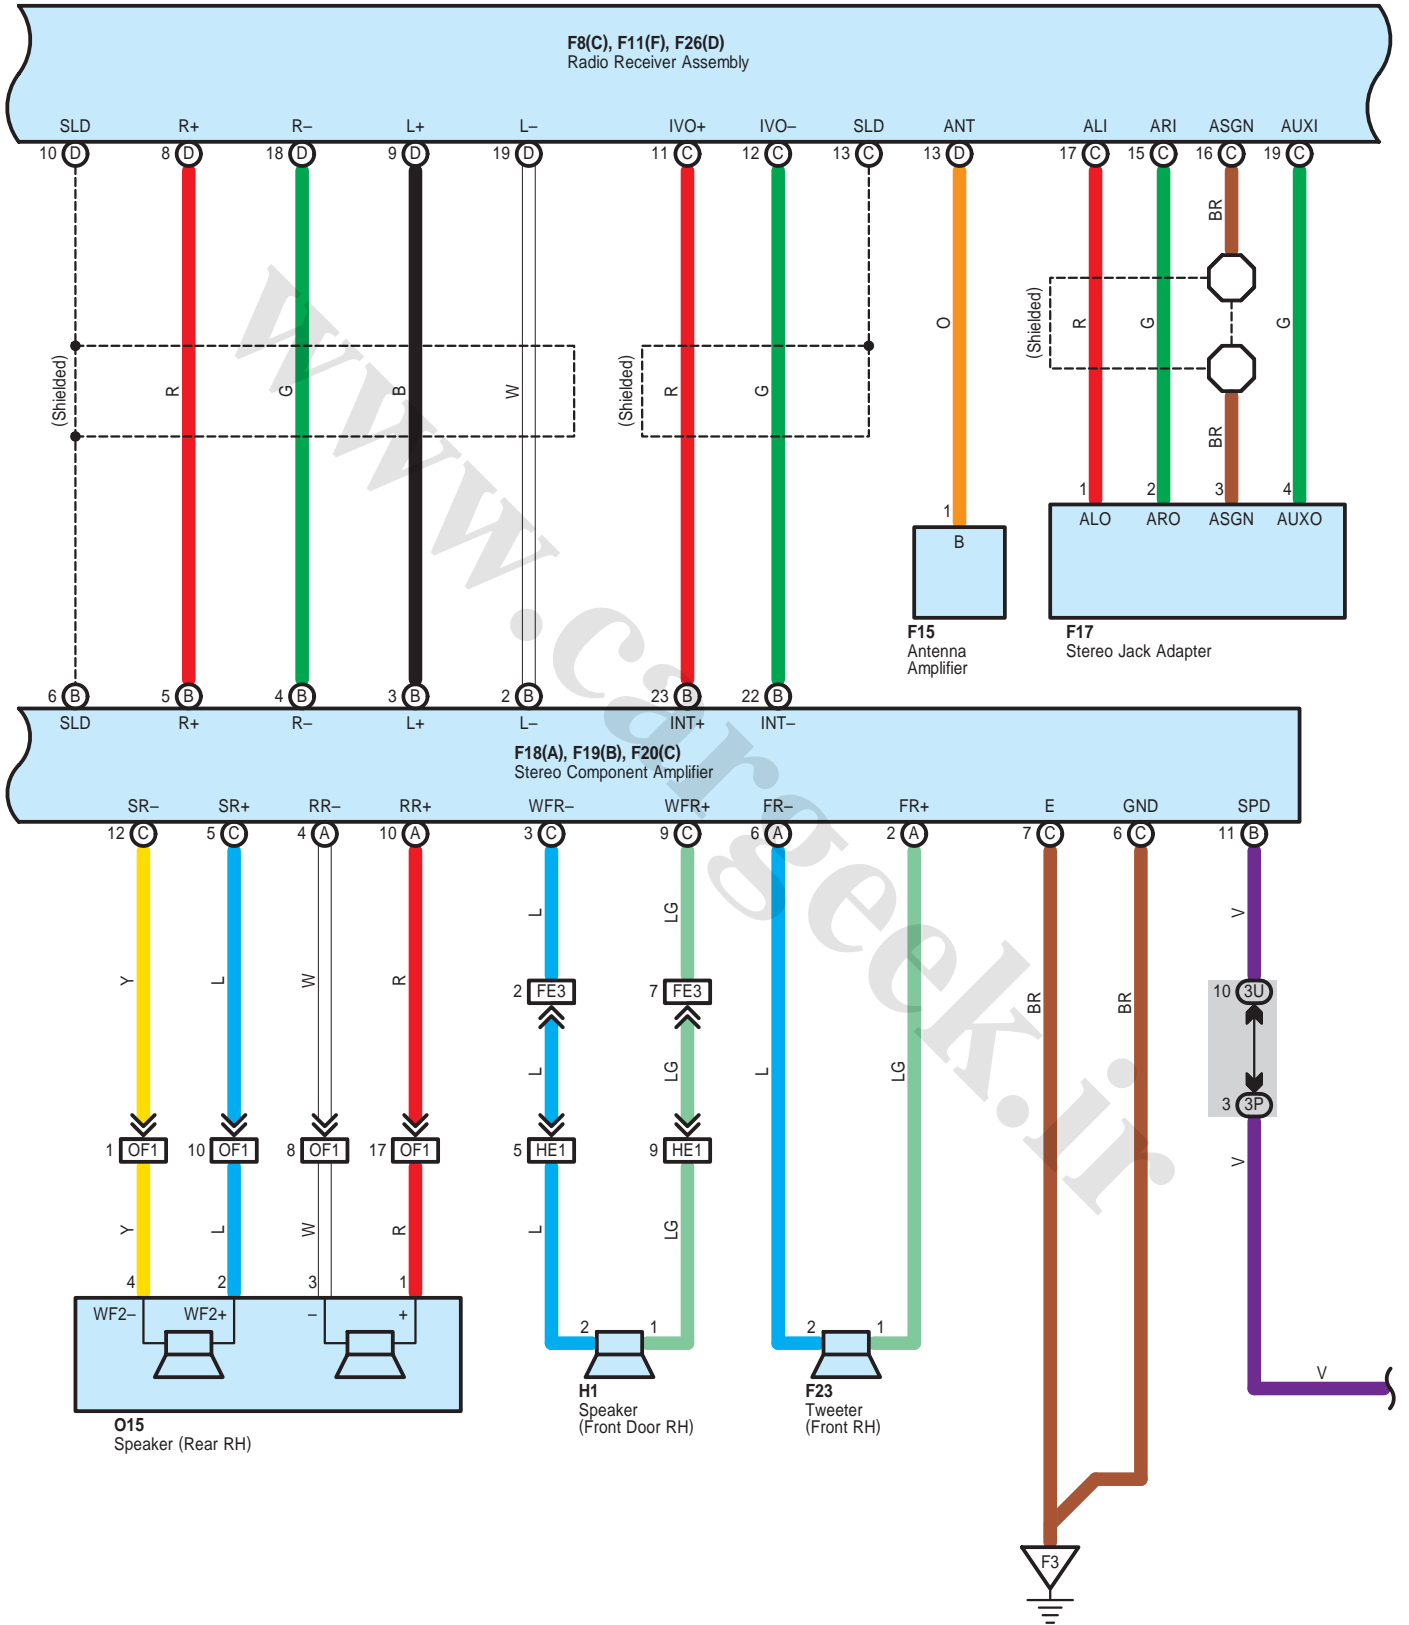 F8(C), F11(F), F26(D)
Radio Receiver Assembly
SLD R+ R– L+ L– IVO+ IVO– SLD ANT ALI ARI ASGN AUXI
10 D 8 D 18 D 9 D 19 D 11 C 12 C 13 C 13 D 17 C 15 C 16 C 19 C
BR
(Shielded) R G O G
(Shielded) R G B W (Shielded) R G
BR
1 2 3 4
ALO ARO ASGN AUXO
1
B
F15
Antenna
Amplifier
F17
Stereo Jack Adapter
6 B 5 B 4 B 3 B 2 B 23 B 22 B
SLD R+ R– L+ L– INT+ INT–
F18(A), F19(B), F20(C)
Stereo Component Amplifier
SR– SR+ RR– RR+ WFR– WFR+ FR– FR+ E GND SPD
12 C 5 C 4 A 10 A 3 C 9 C 6 A 2 A 7 C 6 C 11 B
L LG V
Y L W R
2 FE3 7 FE3 10 3U
BR BR
L LG L LG
3 3P
1 OF1 10 OF1 8 OF1 17 OF1 5 HE1 9 HE1
V
Y L W R L LG
4 2 3 1
WF2– WF2+ – +
2 1 2 1
V
O15
Speaker (Rear RH)
H1
Speaker
(Front Door RH)
F23
Tweeter
(Front RH)
F3
www.cargeek.ir